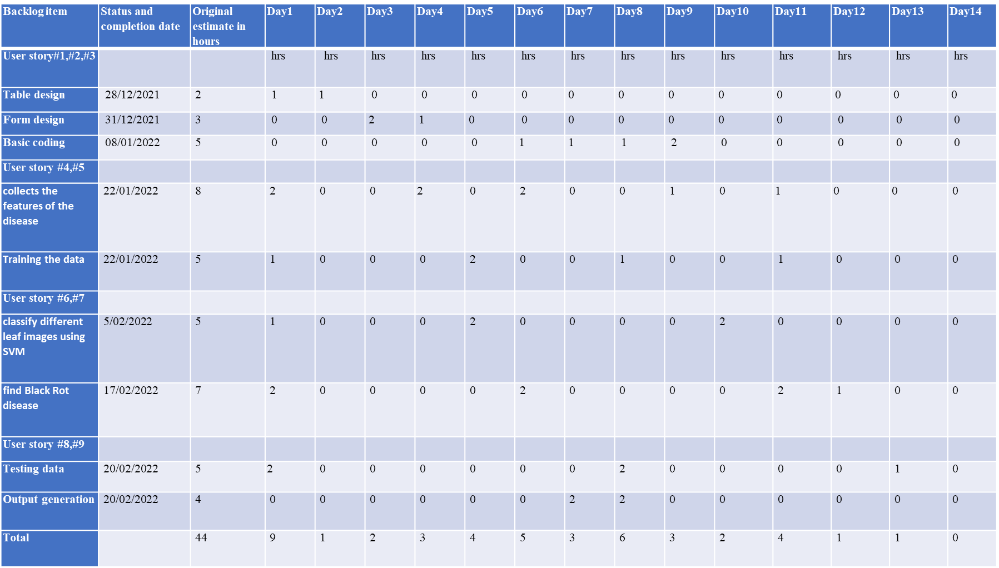 Backlog item Status and completion date Original estimate in hours Day1 Day2 Day3 Day4 Day5 Day6 Day7 Day8 Day9 Day10 Day11 Day12 Day13 Day14
User story#1,#2,#3 hrs hrs hrs hrs hrs hrs hrs hrs hrs hrs hrs hrs hrs hrs
Table design 28/12/2021 2 1 1 0 0 0 0 0 0 0 0 0 0 0 0
Form design 31/12/2021 3 0 0 2 1 0 0 0 0 0 0 0 0 0 0
Basic coding 08/01/2022 5 0 0 0 0 0 1 1 1 2 0 0 0 0 0
User story #4,#5
collects the features of the disease 22/01/2022 8 2 0 0 2 0 2 0 0 1 0 1 0 0 0
Training the data 22/01/2022 5 1 0 0 0 2 0 0 1 0 0 1 0 0 0
User story #6,#7
classify different leaf images using SVM 5/02/2022 5 1 0 0 0 2 0 0 0 0 2 0 0 0 0
find Black Rot disease 17/02/2022 7 2 0 0 0 0 2 0 0 0 0 2 1 0 0
User story #8,#9
Testing data 20/02/2022 5 2 0 0 0 0 0 0 2 0 0 0 0 1 0
Output generation 20/02/2022 4 0 0 0 0 0 0 2 2 0 0 0 0 0 0
Total 44 9 1 2 3 4 5 3 6 3 2 4 1 1 0